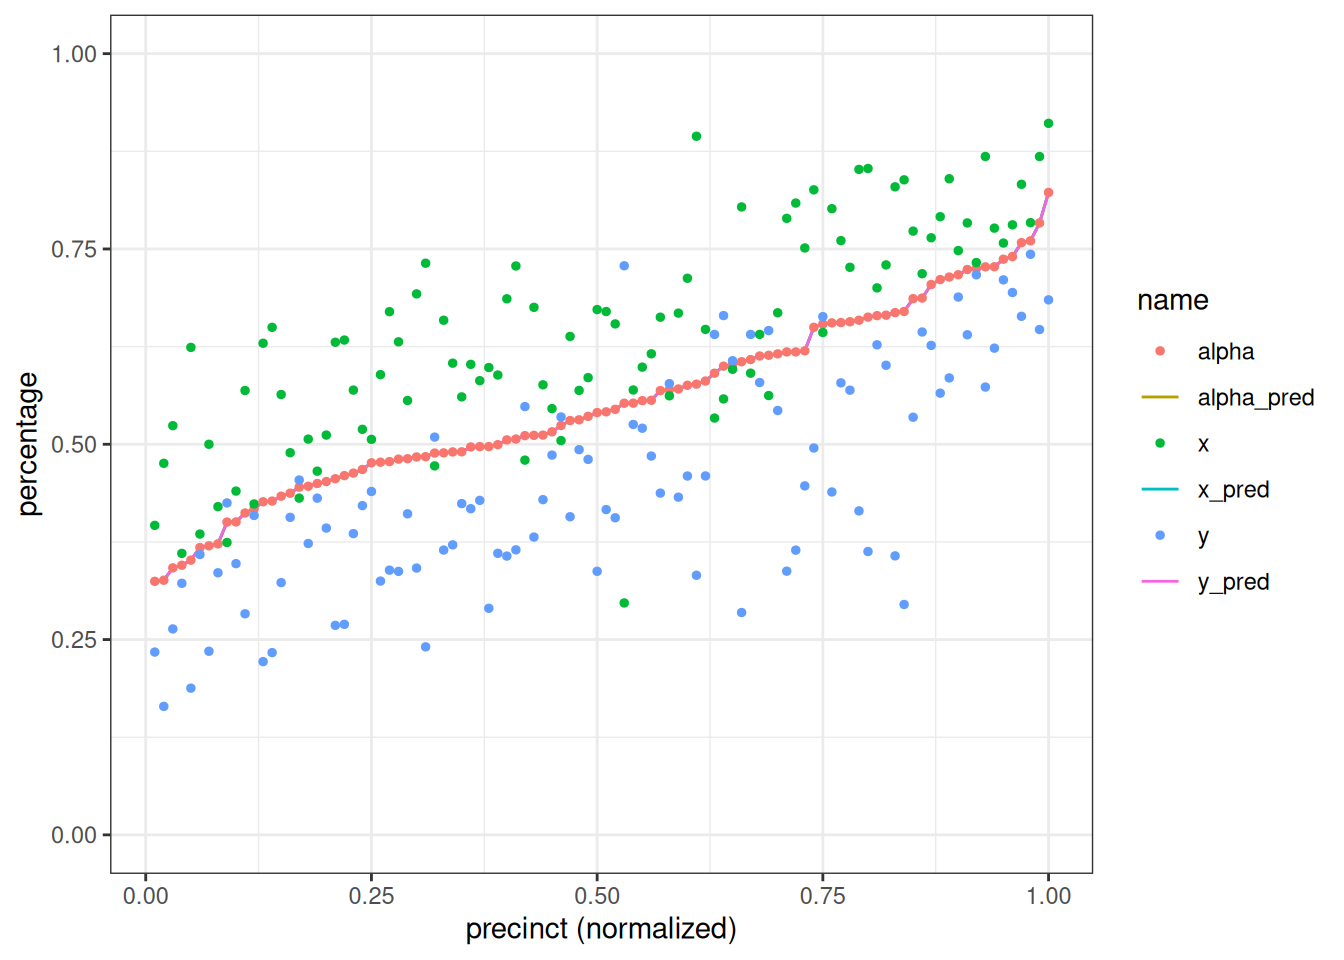 percentage
1.00
0.75
0.50
0.25
0.00
0.00 0.25 0.50 0.75 1.00
precinct (normalized)
name
alpha
alpha_pred
x
x_pred
y
y_pred